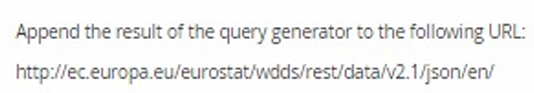 Append the result of the query generator to the following URL:
http://ec.europa.eu/eurostat/wdds/rest/data/v2.1/json/en/